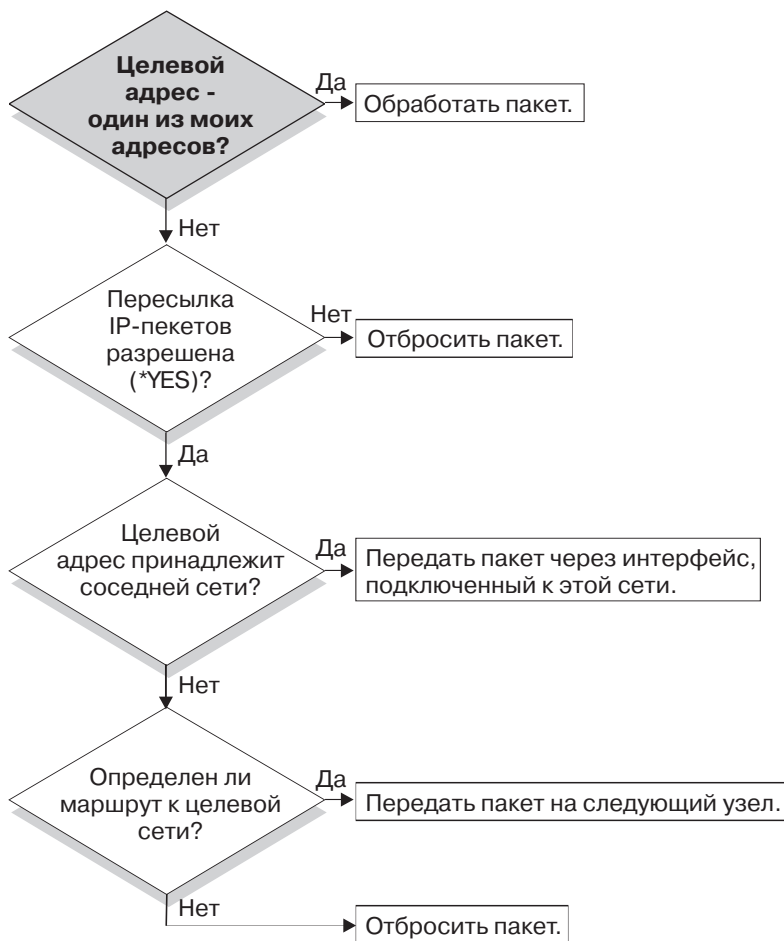 Целевой
адрес -
один из моих
адресов?
Да
Обработать пакет.
Нет
Пересылка
IP-пекетов
разрешена
(*YES)?
Нет
Отбросить пакет.
Да
Целевой
адрес принадлежит
соседней сети?
Да
Передать пакет через интерфейс,
подключенный к этой сети.
Нет
Определен ли
маршрут к целевой
сети?
Да
Передать пакет на следующий узел.
Нет
Отбросить пакет.